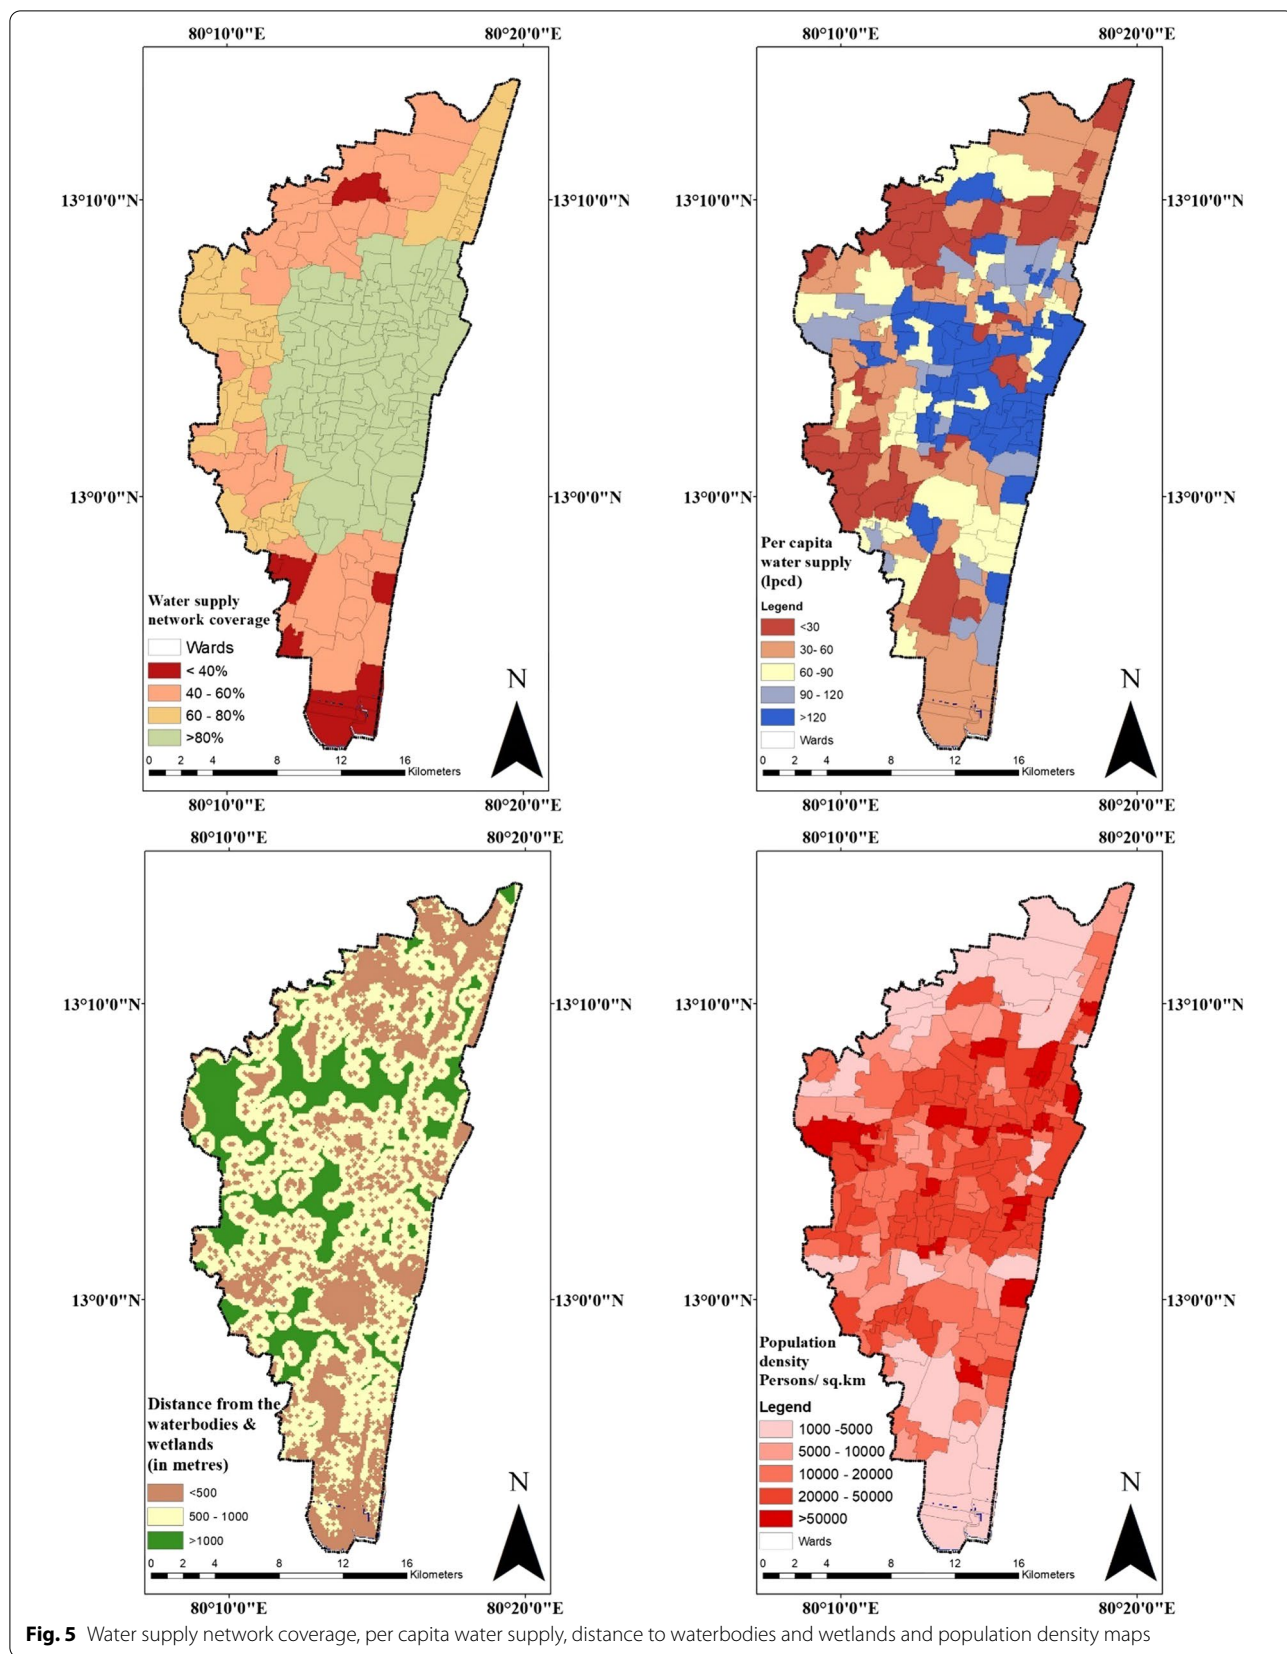 80°10'0"E
80°20'0"E
13°10'0"N
13°10'0"N
13°0'0"N
13°0'0"N
Water supply
network coverage
Wards
< 40%
40 - 60%
60 - 80%
>80%
N
0 2 4 8 12 16
Kilometers
80°10'0"E
80°20'0"E
80°10'0"E
80°20'0"E
13°10'0"N
13°10'0"N
13°0'0"N
13°0'0"N
Per capita
water supply
(lpcd)
Legend
<30
30- 60
60 -90
90 - 120
>120
Wards
N
0 2 4 8 12 16
Kilometers
80°10'0"E
80°20'0"E
80°10'0"E
80°20'0"E
13°10'0"N
13°10'0"N
13°0'0"N
13°0'0"N
Distance from the
waterbodies &
wetlands
(in metres)
<500
500 - 1000
>1000
N
0 2 4 8 12 16
Kilometers
80°10'0"E
80°20'0"E
80°10'0"E
80°20'0"E
13°10'0"N
13°10'0"N
13°0'0"N
13°0'0"N
Population
density
Persons/ sq.km
Legend
1000 -5000
5000 - 10000
10000 - 20000
20000 - 50000
>50000
Wards
N
0 2 4 8 12 16
Kilometers
80°10'0"E
80°20'0"E
Fig. 5 Water supply network coverage, per capita water supply, distance to waterbodies and wetlands and population density maps